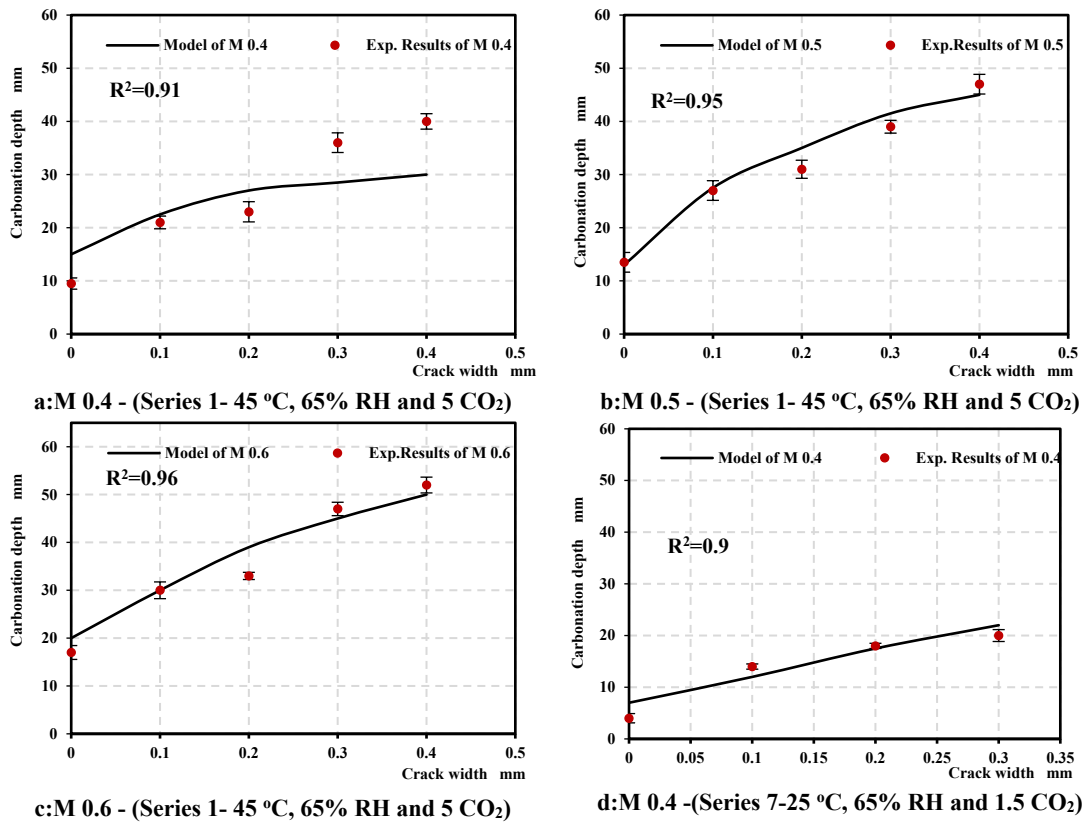 60
Model of M 0.4
Exp. Results of M 0.4
50
R²=0.91
40
30
20
10
0
Carbonation depth mm
0 0.1 0.2 0.3 0.4 0.5
Crack width mm
a:M 0.4 - (Series 1- 45 °C, 65% RH and 5 CO₂)
60
Model of M 0.5
Exp.Results of M 0.5
50
R²=0.95
40
30
20
10
0
Carbonation depth mm
0 0.1 0.2 0.3 0.4 0.5
Crack width mm
b:M 0.5 - (Series 1- 45 °C, 65% RH and 5 CO₂)
60
Model of M 0.6
Exp.Results of M 0.6
R²=0.96
50
40
30
20
10
0
Carbonation depth mm
0 0.1 0.2 0.3 0.4 0.5
Crack width mm
c:M 0.6 - (Series 1- 45 °C, 65% RH and 5 CO₂)
60
Model of M 0.4
Exp. Results of M 0.4
50
40
R²=0.9
30
20
10
0
Carbonation depth mm
0 0.05 0.1 0.15 0.2 0.25 0.3 0.35
Crack width mm
d:M 0.4 -(Series 7-25 °C, 65% RH and 1.5 CO₂)